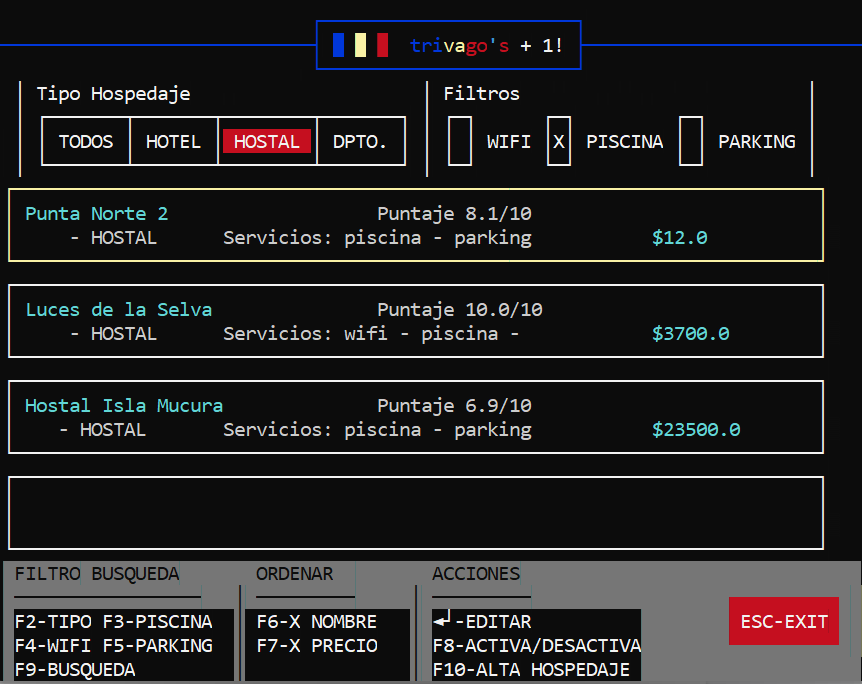 trivago's + 1!
Tipo Hospedaje Filtros
TODOS HOTEL HOSTAL DPTO. WIFI X PISCINA PARKING
Punta Norte 2 Puntaje 8.1/10
- HOSTAL Servicios: piscina - parking $12.0
Luces de la Selva Puntaje 10.0/10
- HOSTAL Servicios: wifi - piscina - $3700.0
Hostal Isla Mucura Puntaje 6.9/10
- HOSTAL Servicios: piscina - parking $23500.0
FILTRO BUSQUEDA ORDENAR ACCIONES
F2-TIPO F3-PISCINA F6-X NOMBRE ↵-EDITAR ESC-EXIT
F4-WIFI F5-PARKING F7-X PRECIO F8-ACTIVA/DESACTIVA
F9-BUSQUEDA F10-ALTA HOSPEDAJE